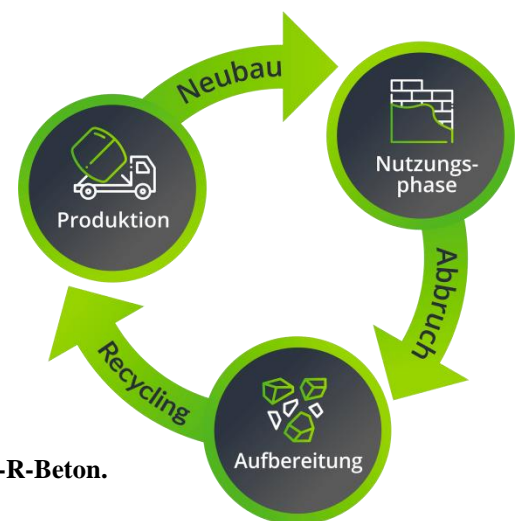 Neubau
Produktion
Nutzungs-
phase
Abbruch
Recycling
Aufbereitung
-R-Beton.